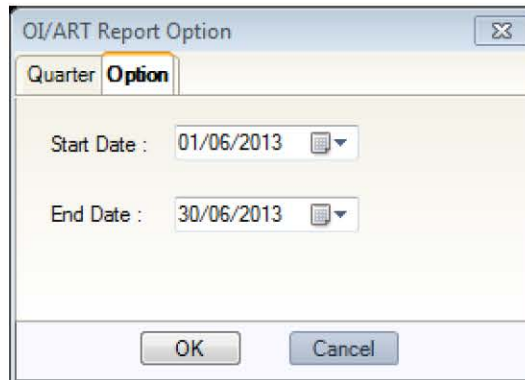 OI/ART Report Option
Quarter Option
Start Date : 01/06/2013
End Date : 30/06/2013
OK Cancel